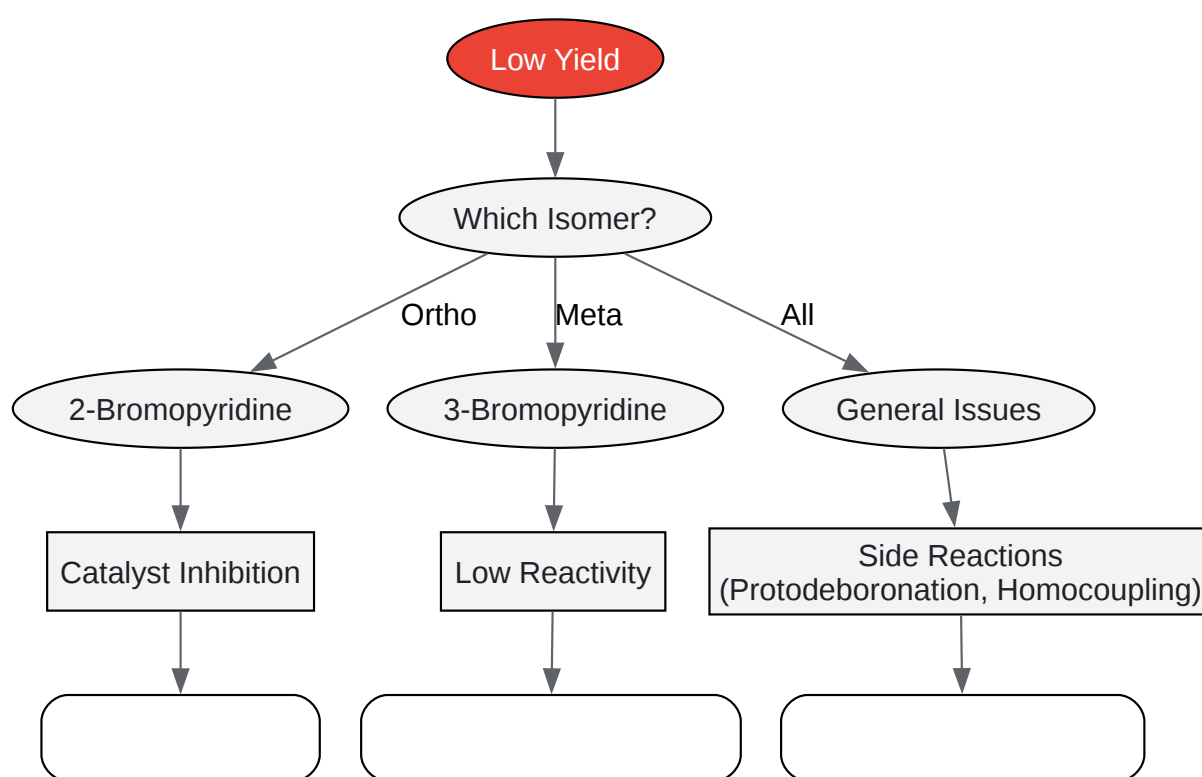 Low Yield
Which Isomer?
Ortho
Meta
All
2-Bromopyridine
3-Bromopyridine
General Issues
Catalyst Inhibition
Low Reactivity
Side Reactions
(Protodeboronation, Homocoupling)